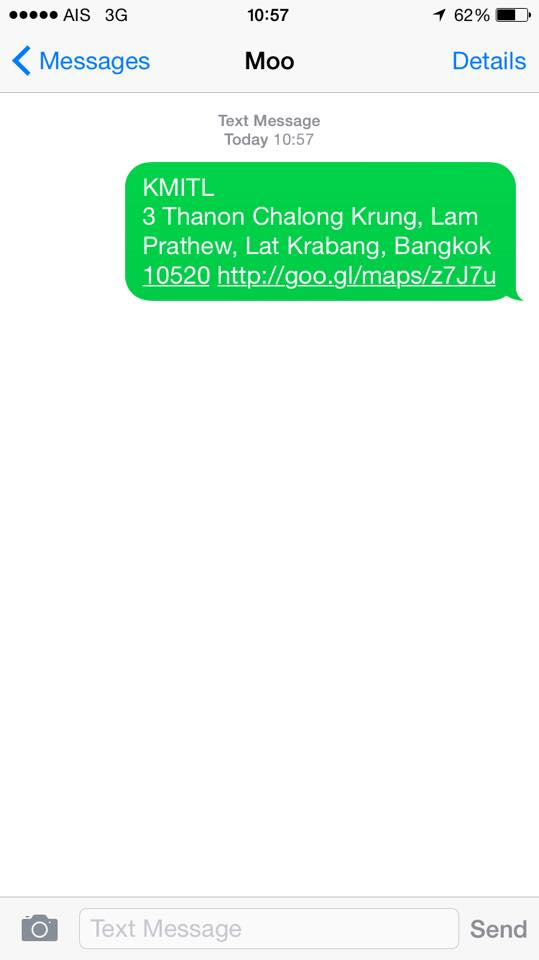 AIS 3G 10:57 62%
Messages Moo Details
Text Message
Today 10:57
KMITL
3 Thanon Chalong Krung, Lam
Prathew, Lat Krabang, Bangkok
10520 http://goo.gl/maps/z7J7u
Text Message Send